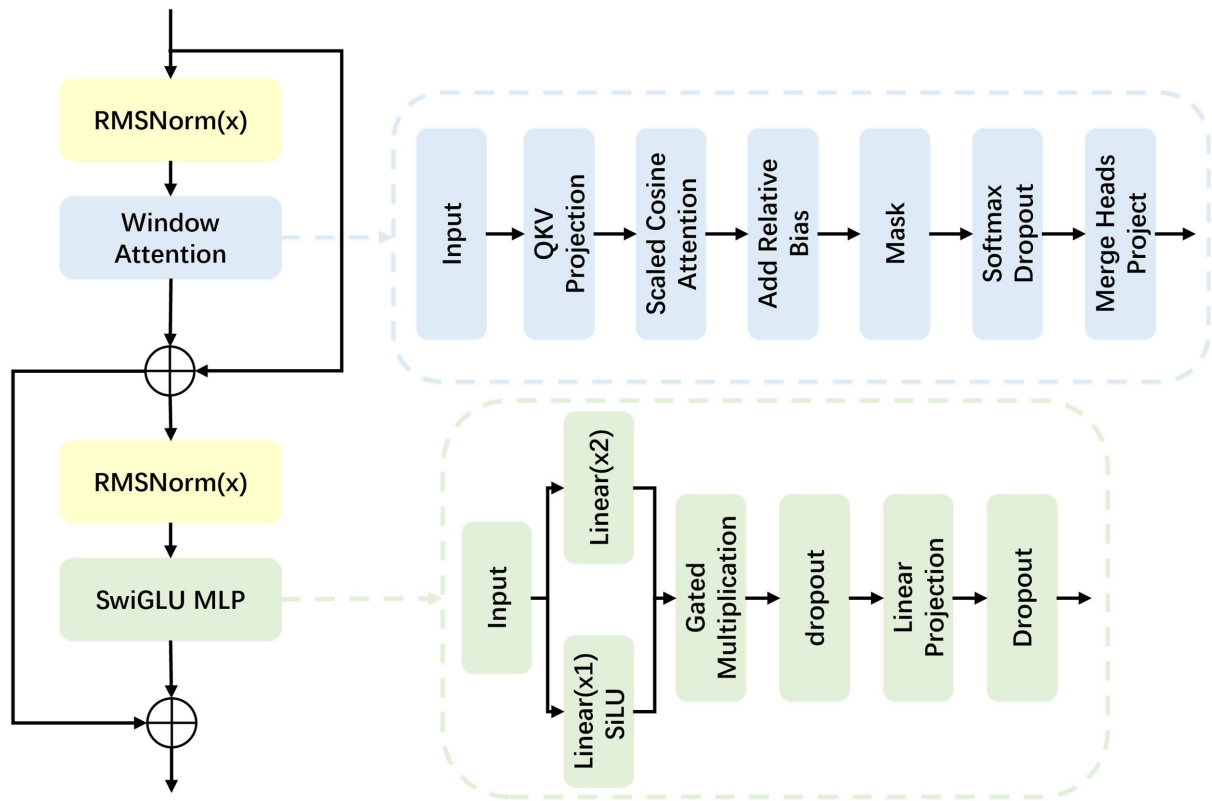 RMSNorm(x)
Window
Attention
RMSNorm(x)
SwiGLU MLP
Input
QKV
Projection
Scaled Cosine
Attention
Add Relative
Bias
Mask
Softmax
Dropout
Merge Heads
Project
Input
Linear(x2)
Linear(x1)
SiLU
Gated
Multiplication
dropout
Linear
Projection
Dropout